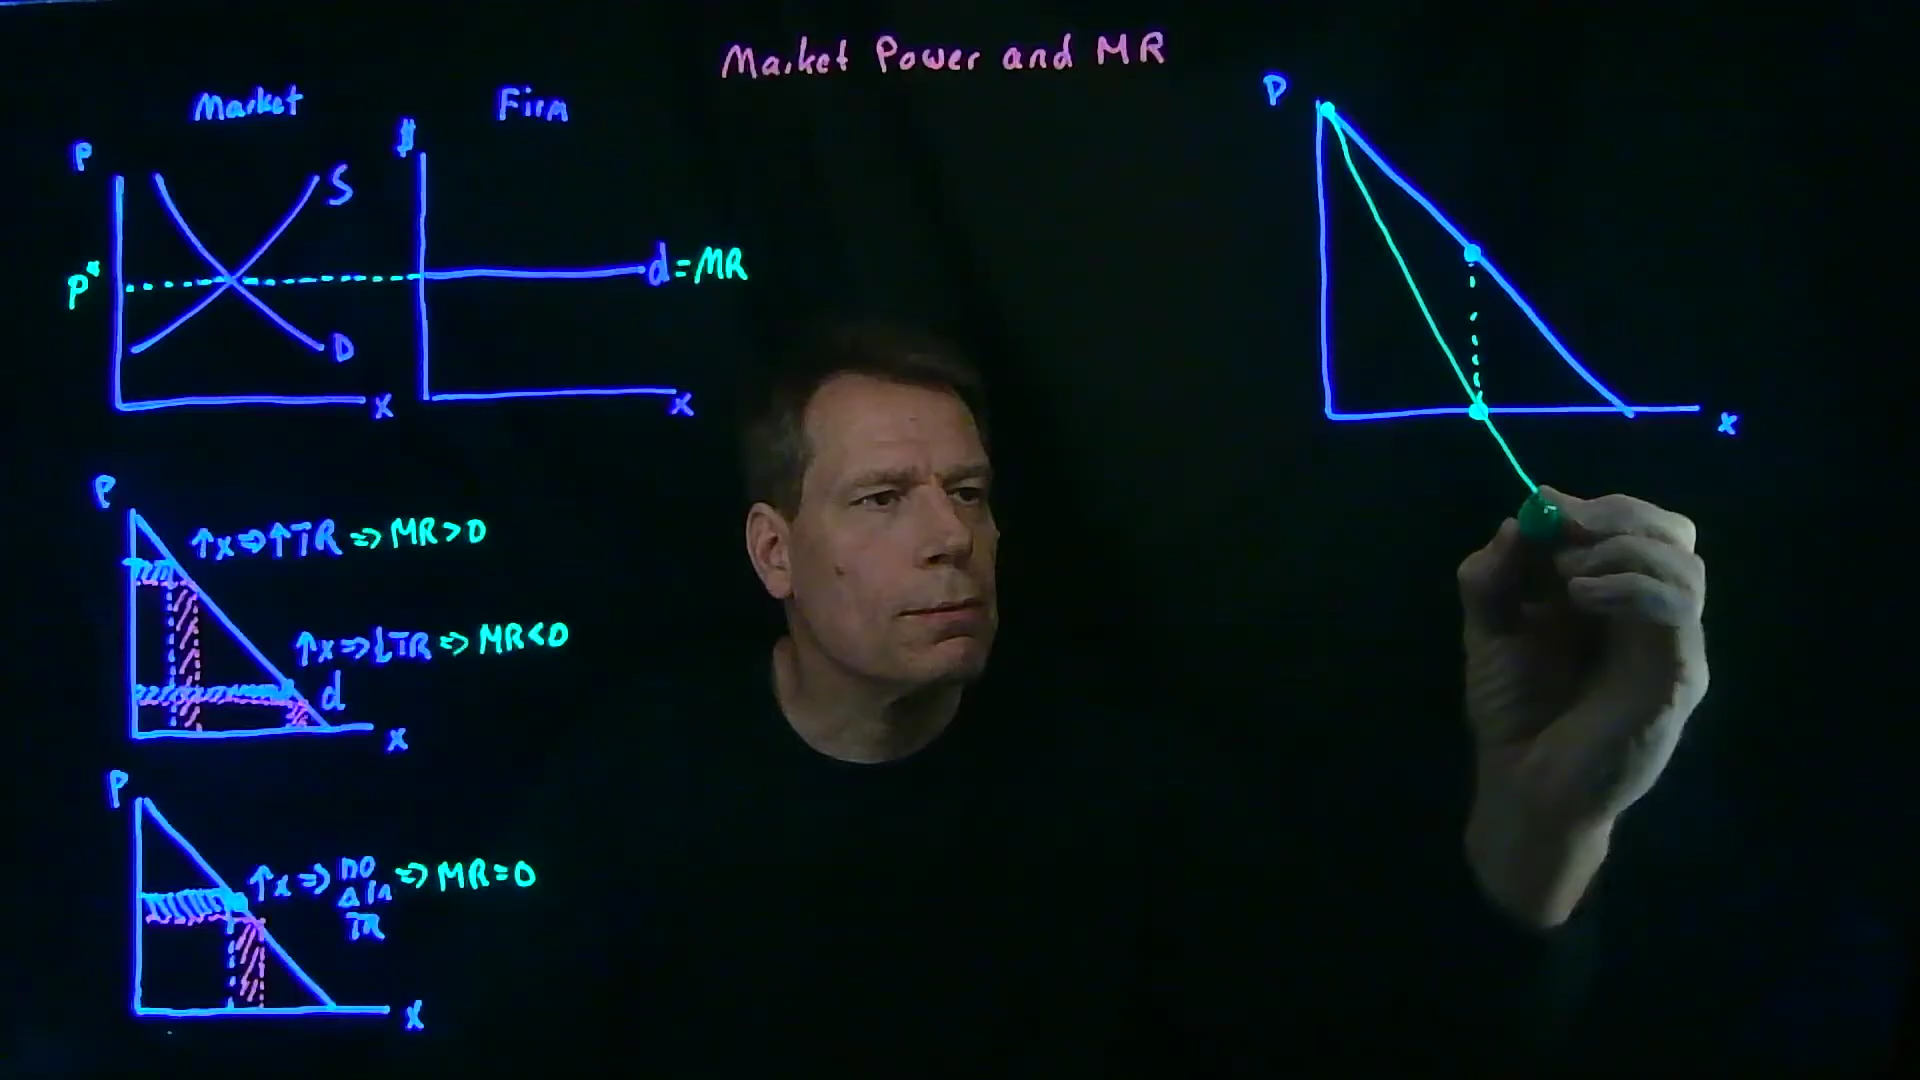 Market Power and MR
Market
Firm
P
S
P*
D
x
$
d=MR
x
P
↑x⇒↑TR⇒MR>0
↑x⇒↓TR⇒MR<0
d
x
P
↑x⇒no
Δ in
TR
⇒MR=0
x
P
x